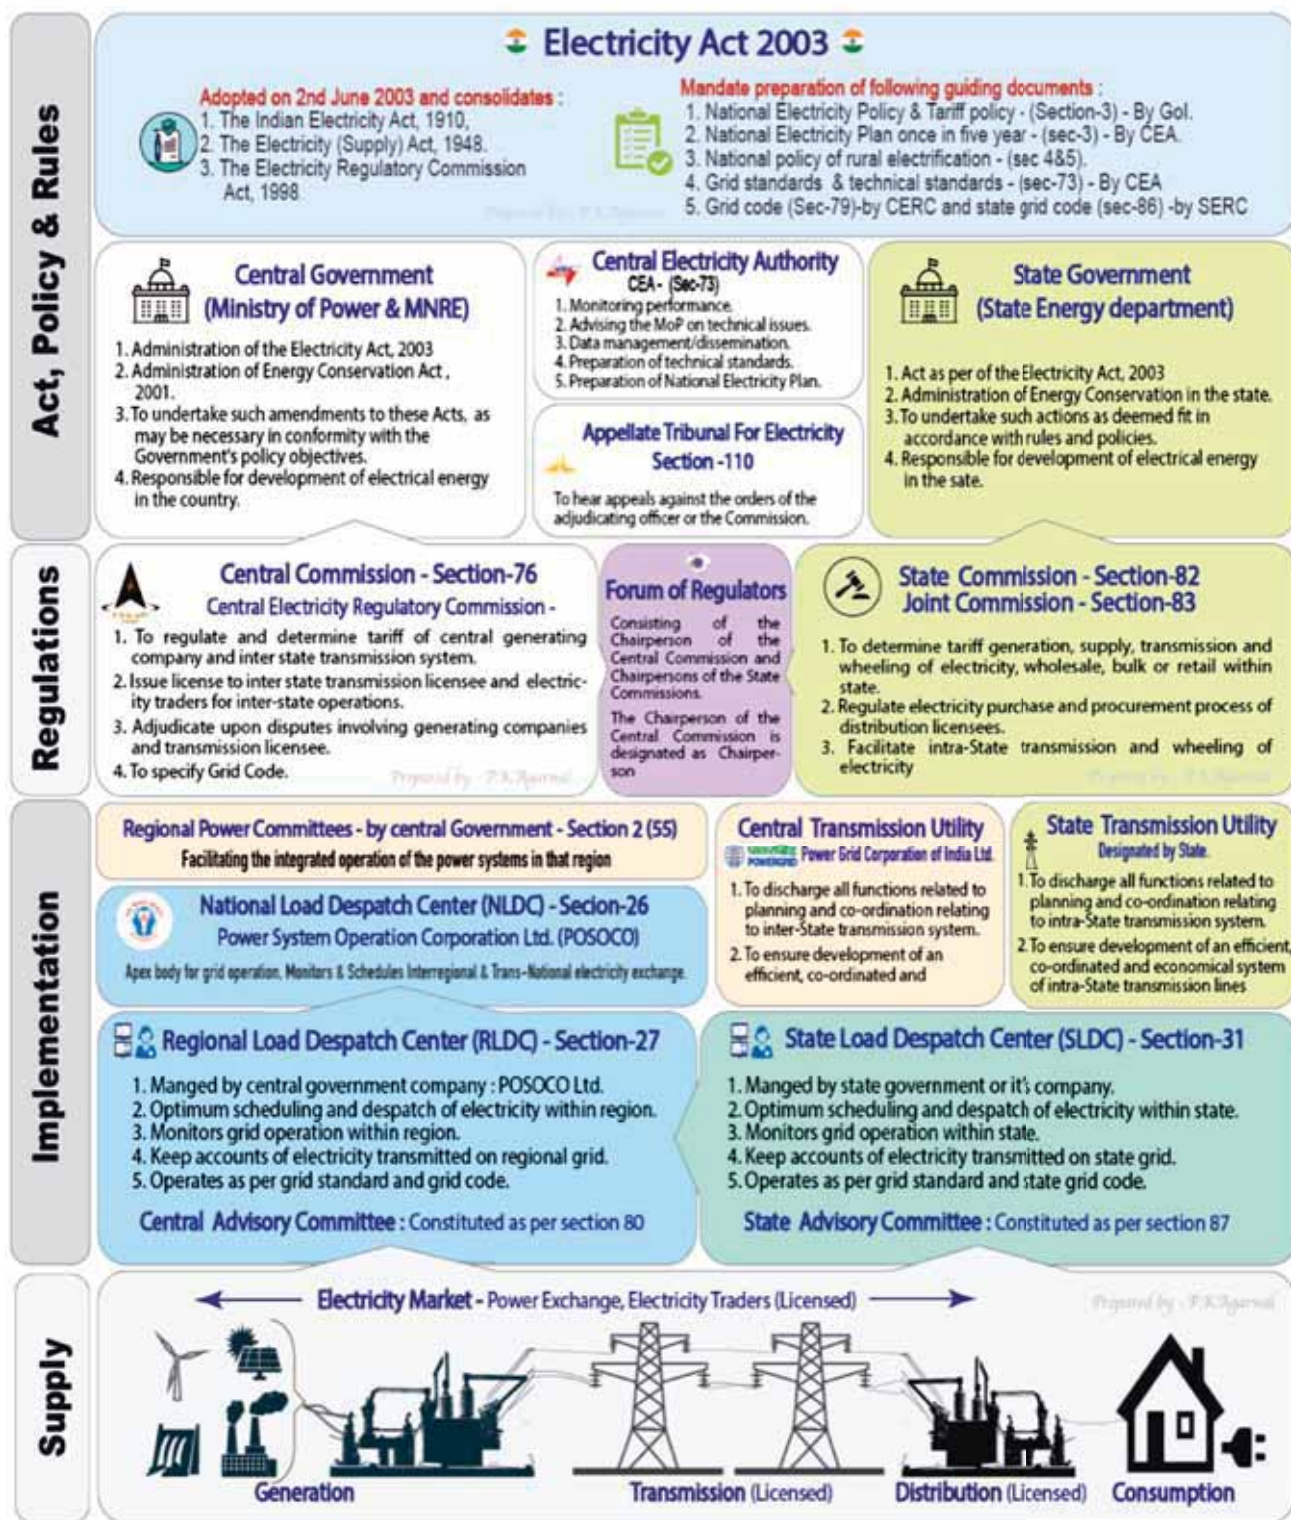 Act, Policy & Rules
Electricity Act 2003
Adopted on 2nd June 2003 and consolidates :
1. The Indian Electricity Act, 1910,
2. The Electricity (Supply) Act, 1948.
3. The Electricity Regulatory Commission
Act, 1998
Mandate preparation of following guiding documents :
1. National Electricity Policy & Tariff policy - (Section-3) - By GoI.
2. National Electricity Plan once in five year - (sec-3) - By CEA.
3. National policy of rural electrification - (sec 4&5).
4. Grid standards & technical standards - (sec-73) - By CEA
5. Grid code (Sec-79)-by CERC and state grid code (sec-86) -by SERC
Prepared by - P.K.Agarwal
Central Government
(Ministry of Power & MNRE)
1. Administration of the Electricity Act, 2003
2. Administration of Energy Conservation Act ,
2001.
3. To undertake such amendments to these Acts, as
may be necessary in conformity with the
Government's policy objectives.
4. Responsible for development of electrical energy
in the country.
Central Electricity Authority
CEA - (Sec-73)
1. Monitoring performance.
2. Advising the MoP on technical issues.
3. Data management/dissemination.
4. Preparation of technical standards.
5. Preparation of National Electricity Plan.
Appellate Tribunal For Electricity
Section -110
To hear appeals against the orders of the
adjudicating officer or the Commission.
State Government
(State Energy department)
1. Act as per of the Electricity Act, 2003
2. Administration of Energy Conservation in the state.
3. To undertake such actions as deemed fit in
accordance with rules and policies.
4. Responsible for development of electrical energy
in the sate.
Regulations
Central Commission - Section-76
Central Electricity Regulatory Commission -
1. To regulate and determine tariff of central generating
company and inter state transmission system.
2. Issue license to inter state transmission licensee and electric-
ity traders for inter-state operations.
3. Adjudicate upon disputes involving generating companies
and transmission licensee.
4. To specify Grid Code.
Prepared by - P.K.Agarwal
Forum of Regulators
Consisting of the
Chairperson of the
Central Commission and
Chairpersons of the State
Commissions.
The Chairperson of the
Central Commission is
designated as Chairper-
son
State Commission - Section-82
Joint Commission - Section-83
1. To determine tariff generation, supply, transmission and
wheeling of electricity, wholesale, bulk or retail within
state.
2. Regulate electricity purchase and procurement process of
distribution licensees.
3. Facilitate intra-State transmission and wheeling of
electricity
Prepared by - P.K.Agarwal
Implementation
Regional Power Committees - by central Government - Section 2 (55)
Facilitating the integrated operation of the power systems in that region
National Load Despatch Center (NLDC) - Secion-26
Power System Operation Corporation Ltd. (POSOCO)
Apex body for grid operation, Monitors & Schedules Interregional & Trans-National electricity exchange.
Central Transmission Utility
POWERGRID Power Grid Corporation of India Ltd.
1. To discharge all functions related to
planning and co-ordination relating
to inter-State transmission system.
2. To ensure development of an
efficient, co-ordinated and
State Transmission Utility
Designated by State.
1. To discharge all functions related to
planning and co-ordination relating
to intra-State transmission system.
2. To ensure development of an efficient,
co-ordinated and economical system
of intra-State transmission lines
Regional Load Despatch Center (RLDC) - Section-27
1. Manged by central government company : POSOCO Ltd.
2. Optimum scheduling and despatch of electricity within region.
3. Monitors grid operation within region.
4. Keep accounts of electricity transmitted on regional grid.
5. Operates as per grid standard and grid code.
Central Advisory Committee : Constituted as per section 80
State Load Despatch Center (SLDC) - Section-31
1. Manged by state government or it's company.
2. Optimum scheduling and despatch of electricity within state.
3. Monitors grid operation within state.
4. Keep accounts of electricity transmitted on state grid.
5. Operates as per grid standard and state grid code.
State Advisory Committee : Constituted as per section 87
Supply
Electricity Market - Power Exchange, Electricity Traders (Licensed)
Prepared by - P.K.Agarwal
Generation
Transmission (Licensed)
Distribution (Licensed)
Consumption